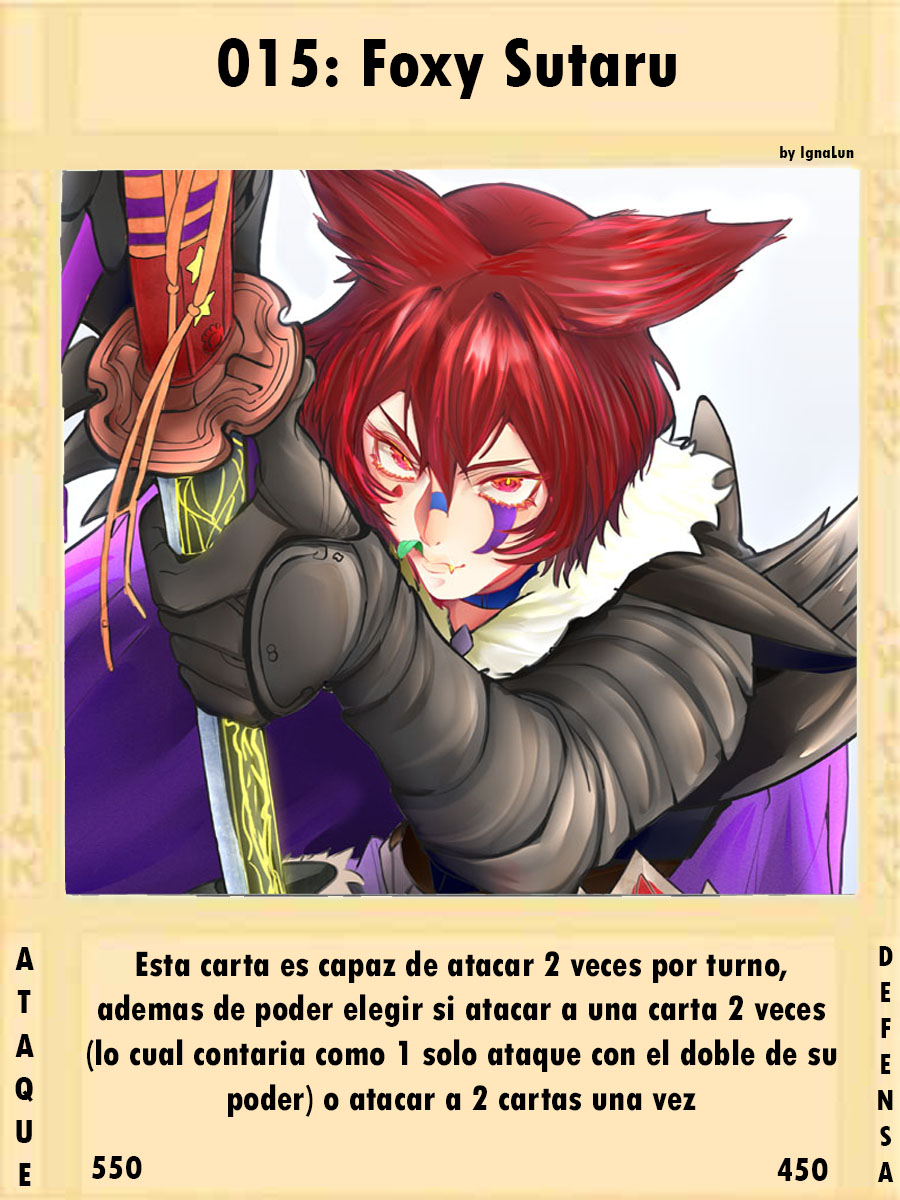 015: Foxy Sutaru
by IgnaLun
ATAQUE
Esta carta es capaz de atacar 2 veces por turno,
ademas de poder elegir si atacar a una carta 2 veces
(lo cual contaria como 1 solo ataque con el doble de su
poder) o atacar a 2 cartas una vez
DEFENSA
550
450